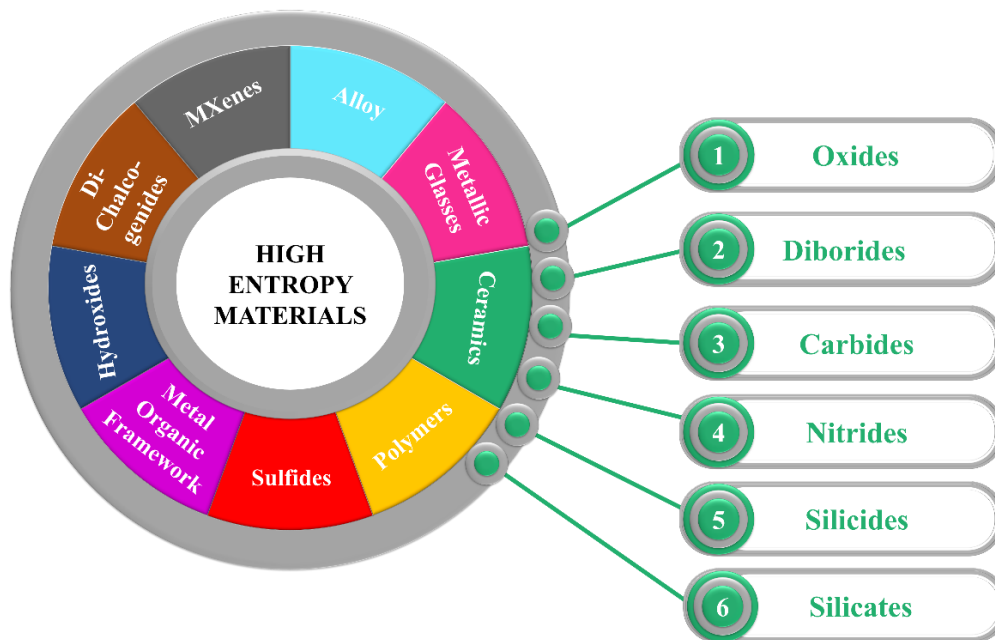 HIGH
ENTROPY
MATERIALS
Alloy
Metallic
Glasses
Ceramics
Polymers
Sulfides
Metal
Organic
Framework
Hydroxides
Di-
Chalco-
genides
MXenes
1 Oxides
2 Diborides
3 Carbides
4 Nitrides
5 Silicides
6 Silicates